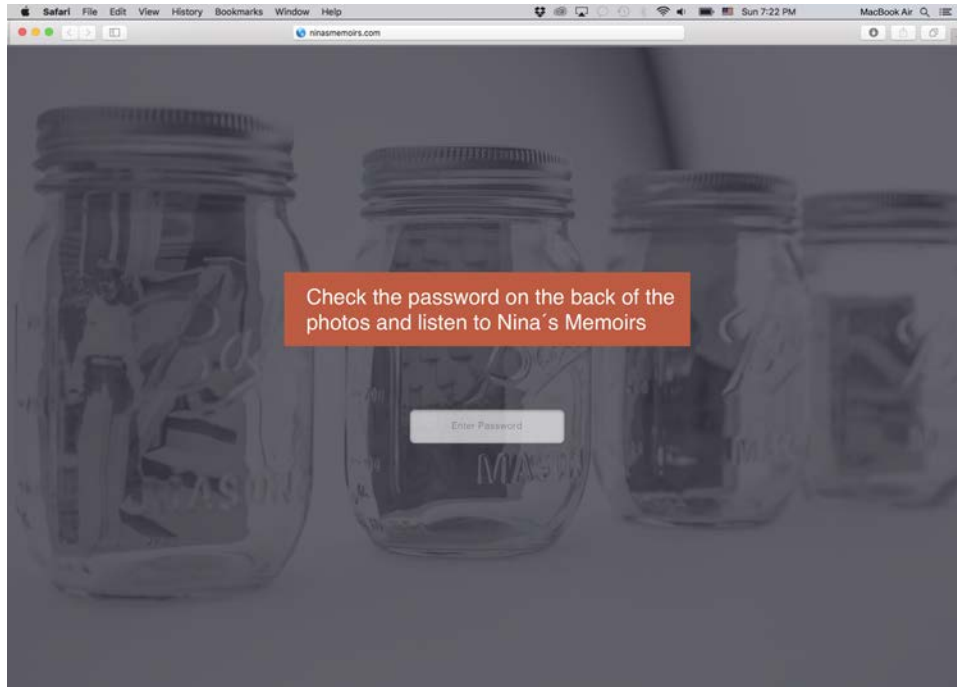 Safari File Edit View History Bookmarks Window Help Sun 7:22 PM MacBook Air
ninasmemoirs.com
Check the password on the back of the
photos and listen to Nina´s Memoirs
Enter Password
MASON
MASON